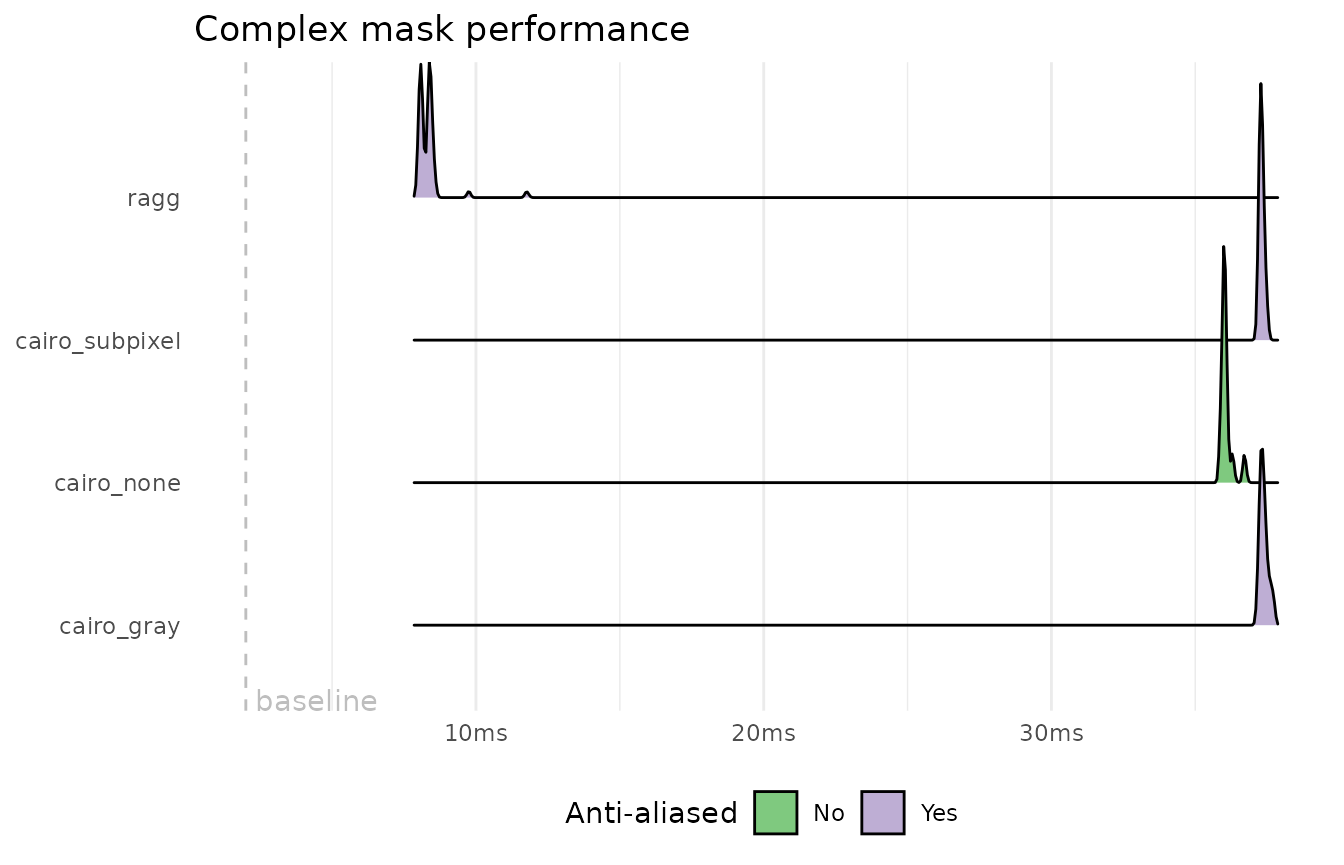 Complex mask performance
ragg
cairo_subpixel
cairo_none
cairo_gray
baseline
10ms 20ms 30ms
Anti-aliased No Yes